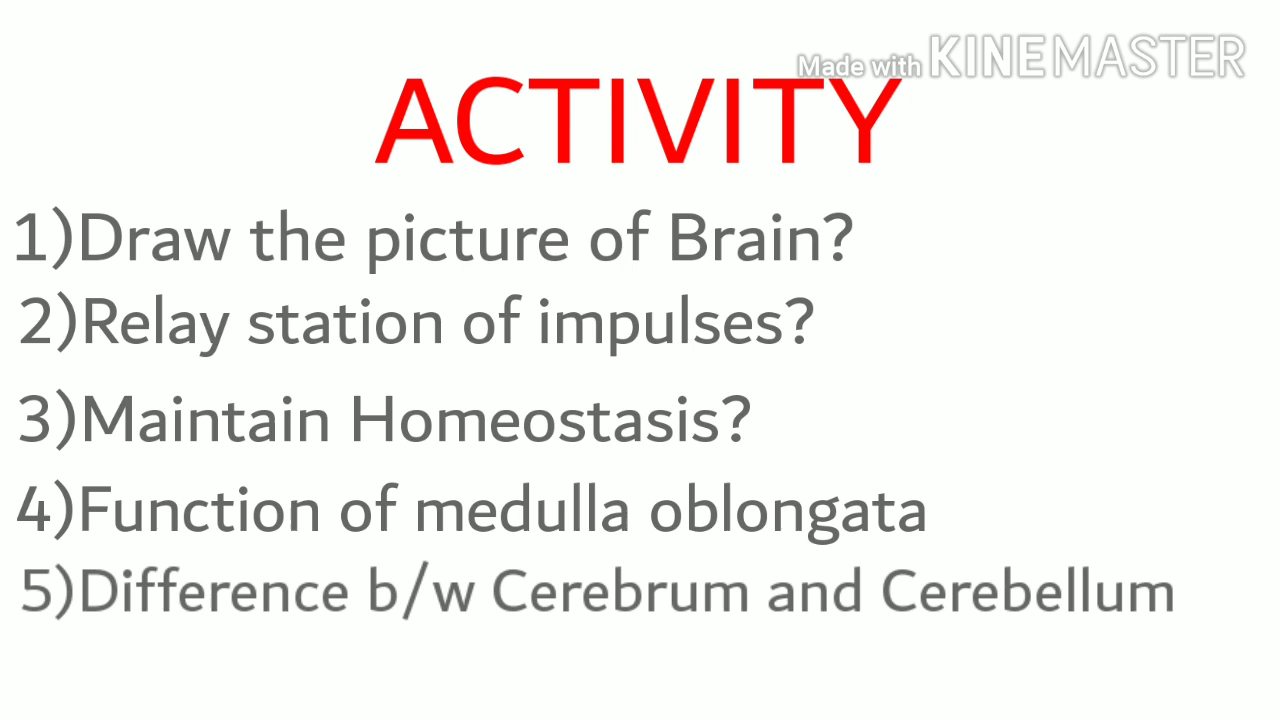 Made with KINEMASTER
ACTIVITY
1)Draw the picture of Brain?
2)Relay station of impulses?
3)Maintain Homeostasis?
4)Function of medulla oblongata
5)Difference b/w Cerebrum and Cerebellum